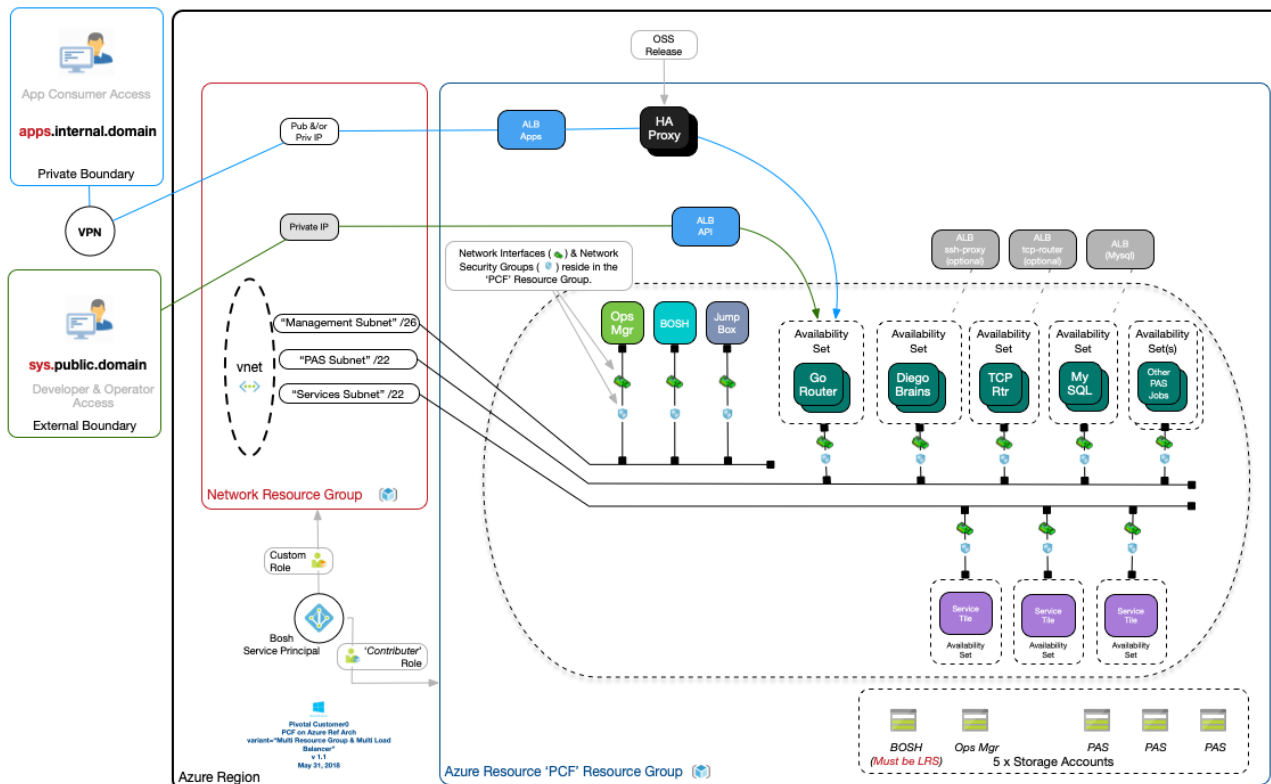 App Consumer Access
apps.internal.domain
Private Boundary
VPN
sys.public.domain
Developer & Operator
Access
External Boundary
OSS
Release
Pub &/or
Priv IP
ALB
Apps
HA
Proxy
Private IP
ALB
API
Network Interfaces ( ) & Network
Security Groups ( ) reside in the
'PCF' Resource Group.
ALB
ssh-proxy
(optional)
ALB
tcp-router
(optional)
ALB
(Mysql)
vnet
"Management Subnet" /26
"PAS Subnet" /22
"Services Subnet" /22
Network Resource Group
Ops
Mgr
BOSH
Jump
Box
Availability
Set
Go
Router
Availability
Set
Diego
Brains
Availability
Set
TCP
Rtr
Availability
Set
My
SQL
Availability
Set(s)
Other
PAS
Jobs
Service
Tile
Availability
Set
Service
Tile
Availability
Set
Service
Tile
Availability
Set
Custom
Role
Bosh
Service Principal
'Contributer'
Role
Pivotal Customer0
PCF on Azure Ref Arch
variant="Multi Resource Group & Multi Load
Balancer"
v 1.1
May 31, 2018
BOSH
(Must be LRS)
Ops Mgr
PAS
PAS
PAS
5 x Storage Accounts
Azure Region
Azure Resource 'PCF' Resource Group